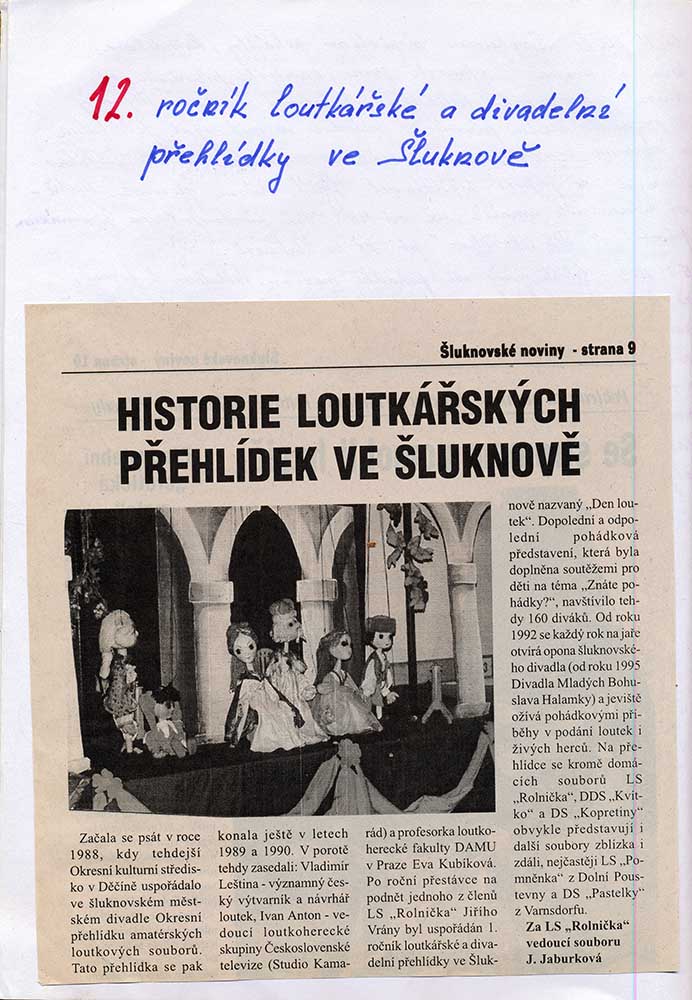 12. ročník loutkářské a divadelní
přehlídky ve Šluknově
Šluknovské noviny - strana 9
HISTORIE LOUTKÁŘSKÝCH
PŘEHLÍDEK VE ŠLUKNOVĚ
Začala se psát v roce
1988, kdy tehdejší
Okresní kulturní středis-
ko v Děčíně uspořádalo
ve šluknovském měst-
ském divadle Okresní
přehlídku amatérských
loutkových souborů.
Tato přehlídka se pak
konala ještě v letech
1989 a 1990. V porotě
tehdy zasedali: Vladimír
Leština - významný čes-
ký výtvarník a návrhář
loutek, Ivan Anton - ve-
doucí loutkoherecké
skupiny Československé
televize (Studio Kama-
rád) a profesorka loutko-
herecké fakulty DAMU
v Praze Eva Kubíková.
Po roční přestávce na
podnět jednoho z členů
LS „Rolnička“ Jiřího
Vrány byl uspořádán 1.
ročník loutkářské a diva-
delní přehlídky ve Šluk-
nově nazvaný „Den lou-
tek“. Dopolední a odpo-
lední pohádková
představení, která byla
doplněna soutěžemi pro
děti na téma „Znáte po-
hádky?“, navštívilo teh-
dy 160 diváků. Od roku
1992 se každý rok na jaře
otvírá opona šluknovské-
ho divadla (od roku 1995
Divadla Mladých Bohu-
slava Halamky) a jeviště
ožívá pohádkovými pří-
běhy v podání loutek i
živých herců. Na pře-
hlídce se kromě domá-
cích souborů LS
„Rolnička“, DDS „Kvít-
ko“ a DS „Kopretiny“
obvykle představují i
další soubory zblízka i
zdáli, nejčastěji LS „Po-
mněnka“ z Dolní Pous-
tevny a DS „Pastelky“
z Varnsdorfu.
Za LS „Rolnička“
vedoucí souboru
J. Jaburková